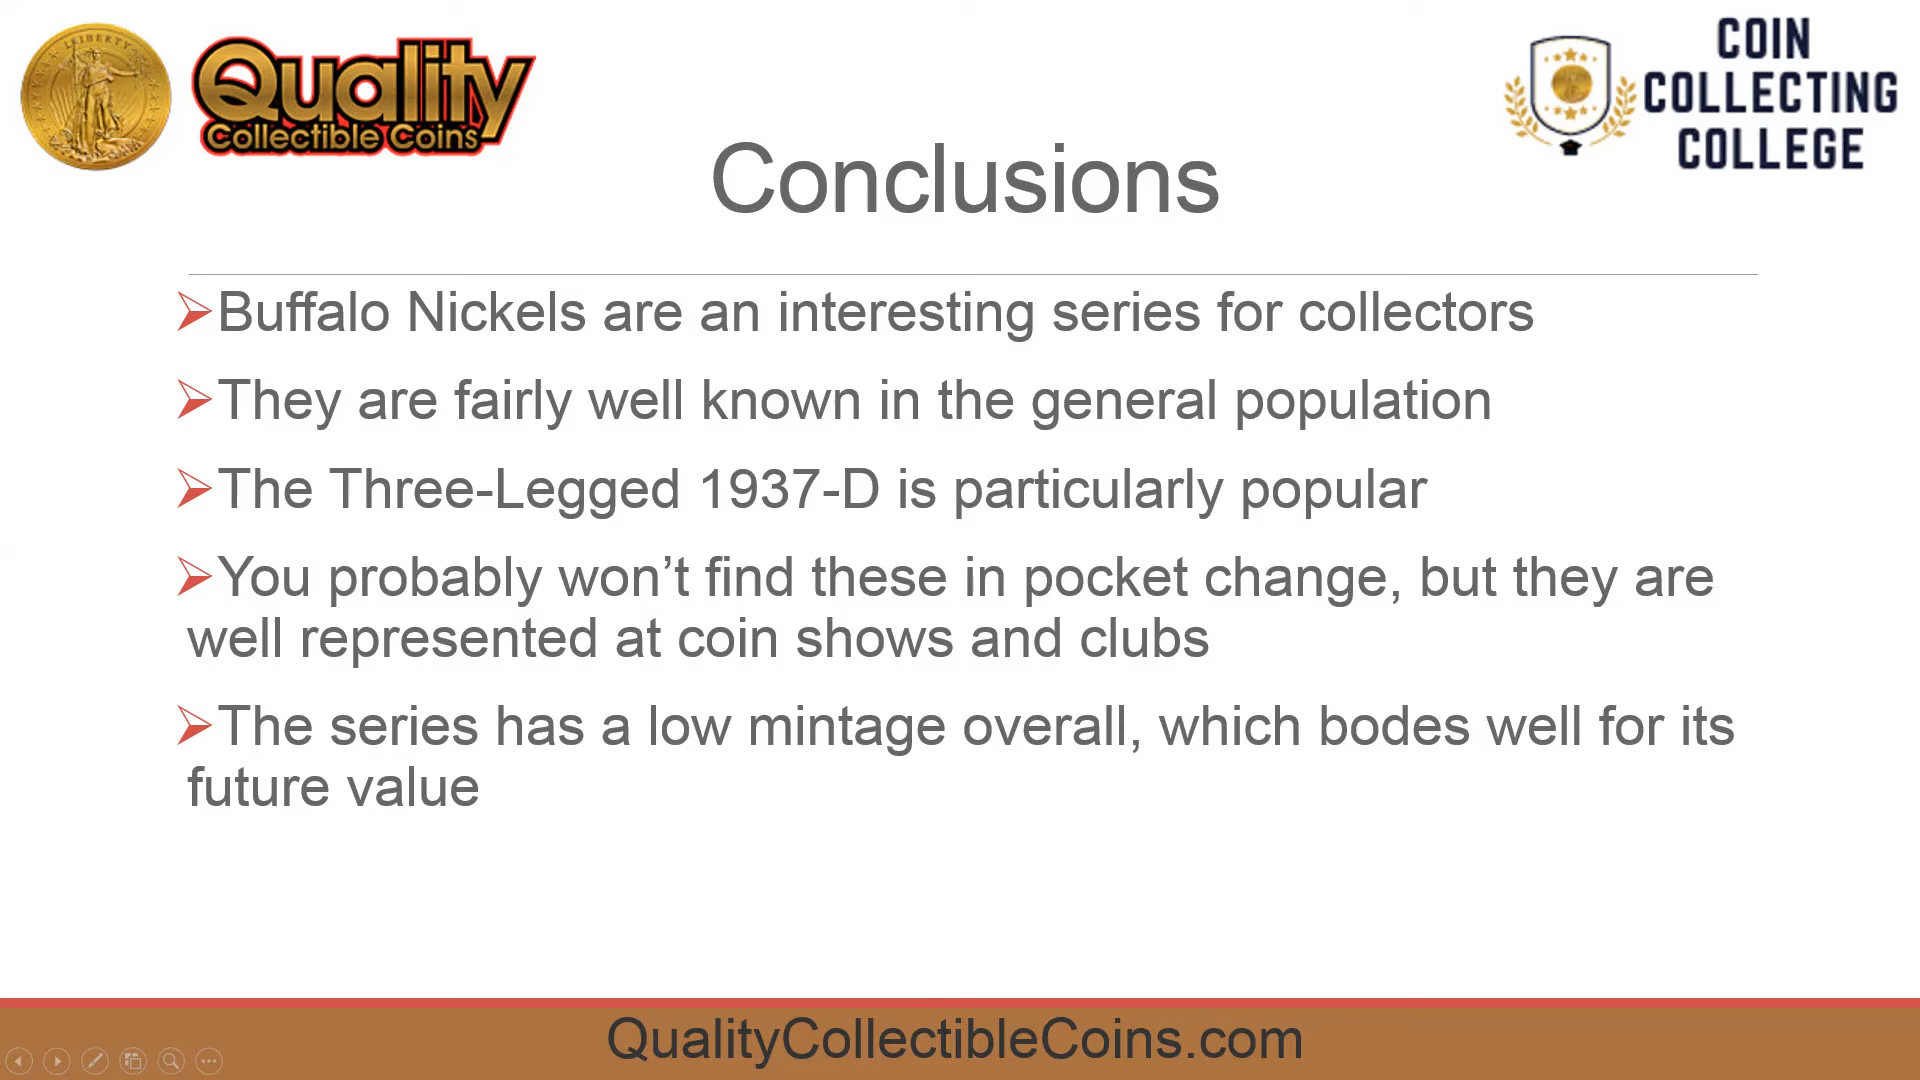 LIBERTY
Quality
Collectible Coins
COIN
COLLECTING
COLLEGE
Conclusions
Buffalo Nickels are an interesting series for collectors
They are fairly well known in the general population
The Three-Legged 1937-D is particularly popular
You probably won’t find these in pocket change, but they are
well represented at coin shows and clubs
The series has a low mintage overall, which bodes well for its
future value
QualityCollectibleCoins.com